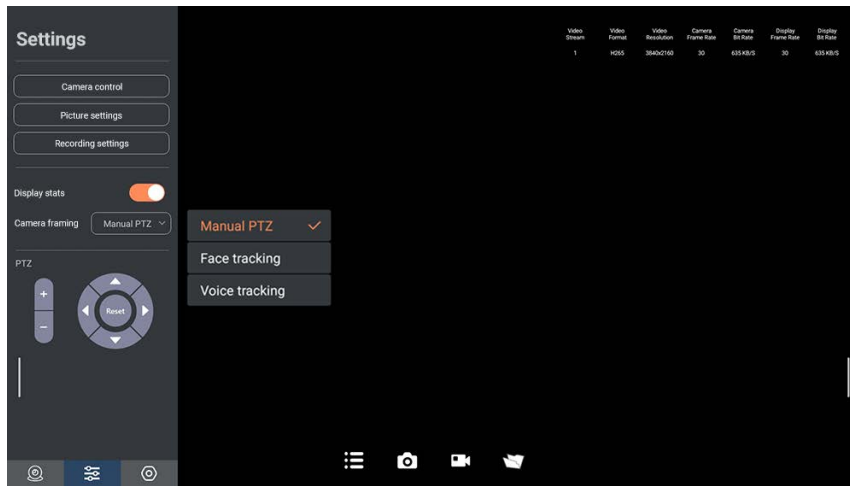 Settings
Camera control
Picture settings
Recording settings
Display stats
Camera framing Manual PTZ
PTZ
+
Reset
−
Manual PTZ
Face tracking
Voice tracking
Video Stream Video Format Video Resolution Camera Frame Rate Camera Bit Rate Display Frame Rate Display Bit Rate
1 H265 3840x2160 30 635 KB/S 30 635 KB/S